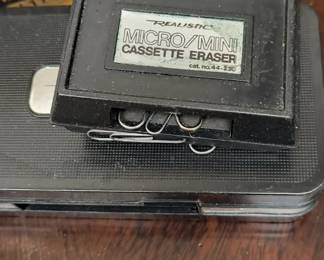 REALISTIC
MICRO/MINI
CASSETTE ERASER
cat. no. 44-230